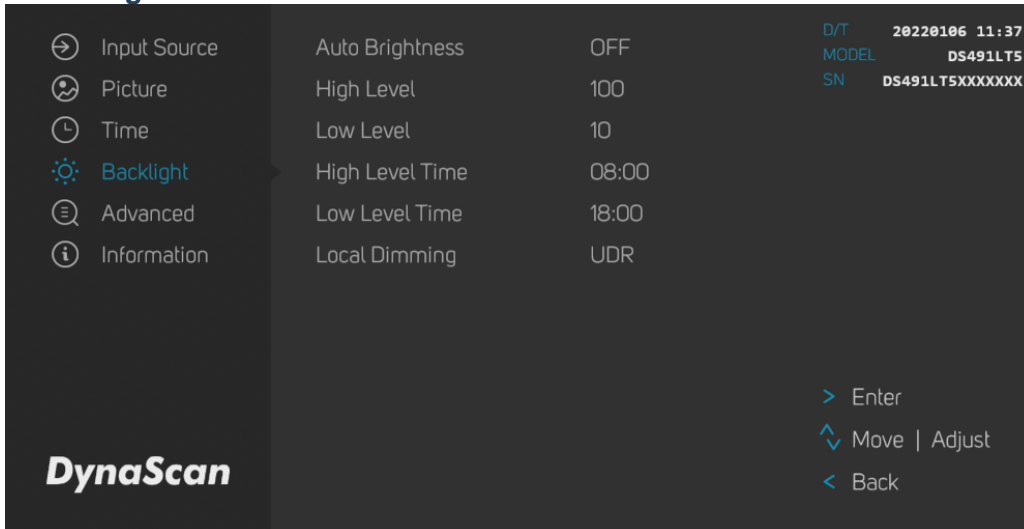 Input Source
Picture
Time
Backlight
Advanced
Information
DynaScan
Auto Brightness OFF
High Level 100
Low Level 10
High Level Time 08:00
Low Level Time 18:00
Local Dimming UDR
D/T 20220106 11:37
MODEL DS491LT5
SN DS491LT5XXXXXXX
> Enter
Move | Adjust
< Back